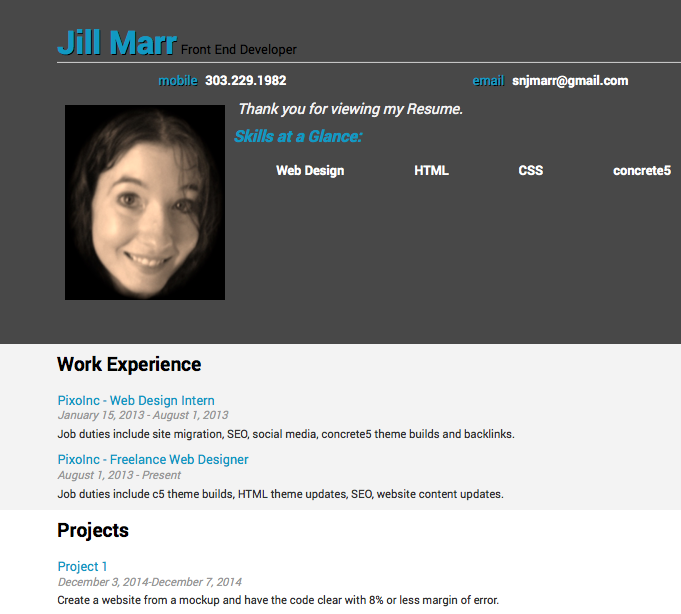 Jill Marr Front End Developer
mobile 303.229.1982 email snjmarr@gmail.com
Thank you for viewing my Resume.
Skills at a Glance:
Web Design HTML CSS concrete5
Work Experience
PixoInc - Web Design Intern
January 15, 2013 - August 1, 2013
Job duties include site migration, SEO, social media, concrete5 theme builds and backlinks.
PixoInc - Freelance Web Designer
August 1, 2013 - Present
Job duties include c5 theme builds, HTML theme updates, SEO, website content updates.
Projects
Project 1
December 3, 2014-December 7, 2014
Create a website from a mockup and have the code clear with 8% or less margin of error.